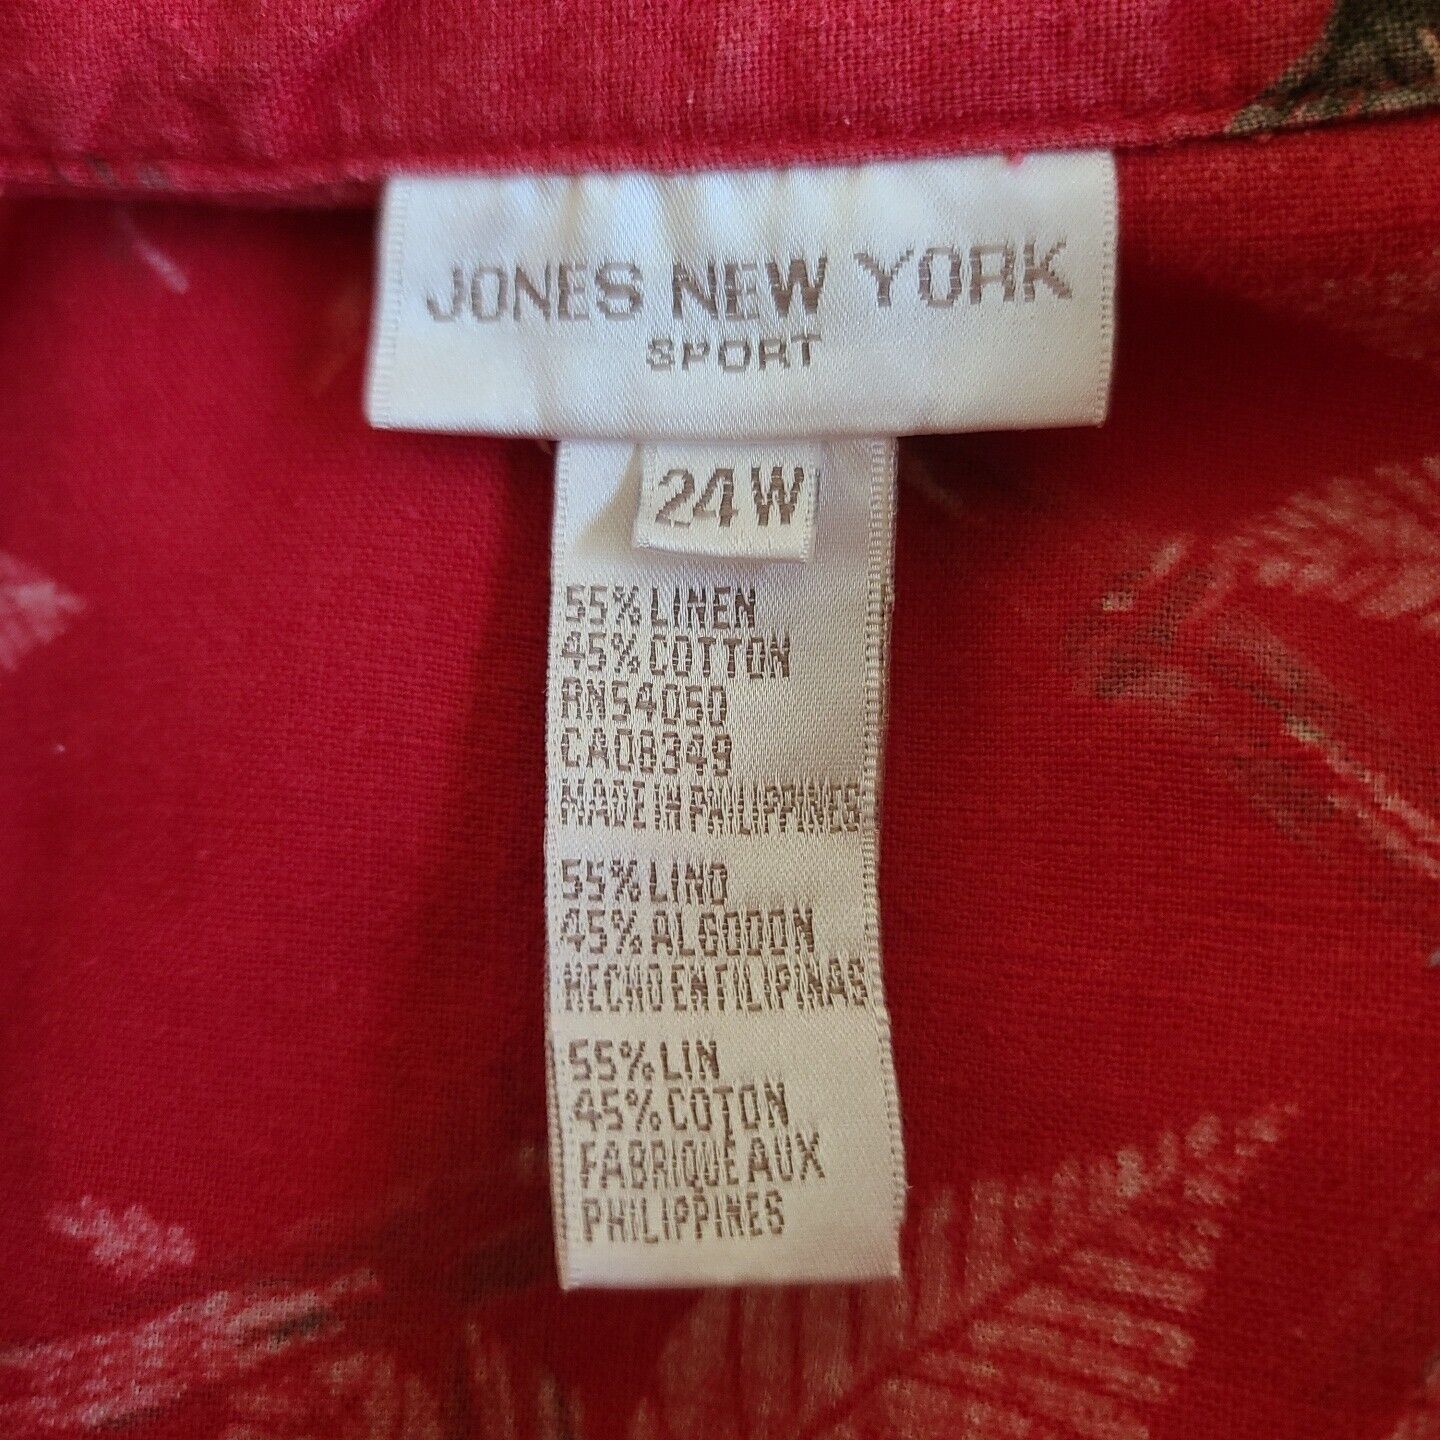 JONES NEW YORK
SPORT
24W
55% LINEN
45% COTTON
RN54050
CA08349
MADE IN PHILIPPINES
55% LINO
45% ALGODON
HECHO EN FILIPINAS
55% LIN
45% COTON
FABRIQUE AUX
PHILIPPINES